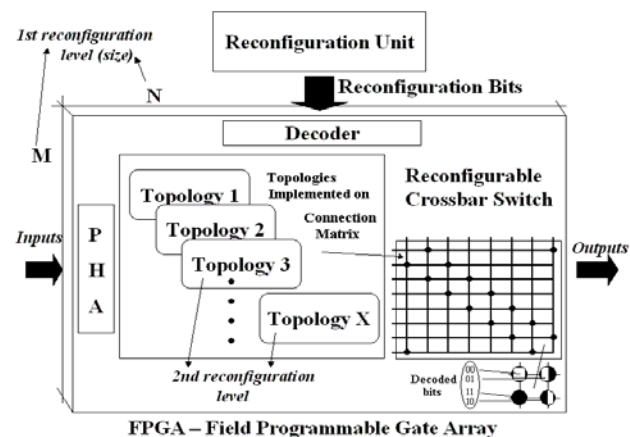 1st reconfiguration
level (size)
Reconfiguration Unit
N
Reconfiguration Bits
M
Decoder
Inputs
P
H
A
Topology 1
Topology 2
Topology 3
Topology X
Topologies
Implemented on
Connection
Matrix
Reconfigurable
Crossbar Switch
Outputs
2nd reconfiguration
level
Decoded
bits
00
01
11
10
FPGA – Field Programmable Gate Array